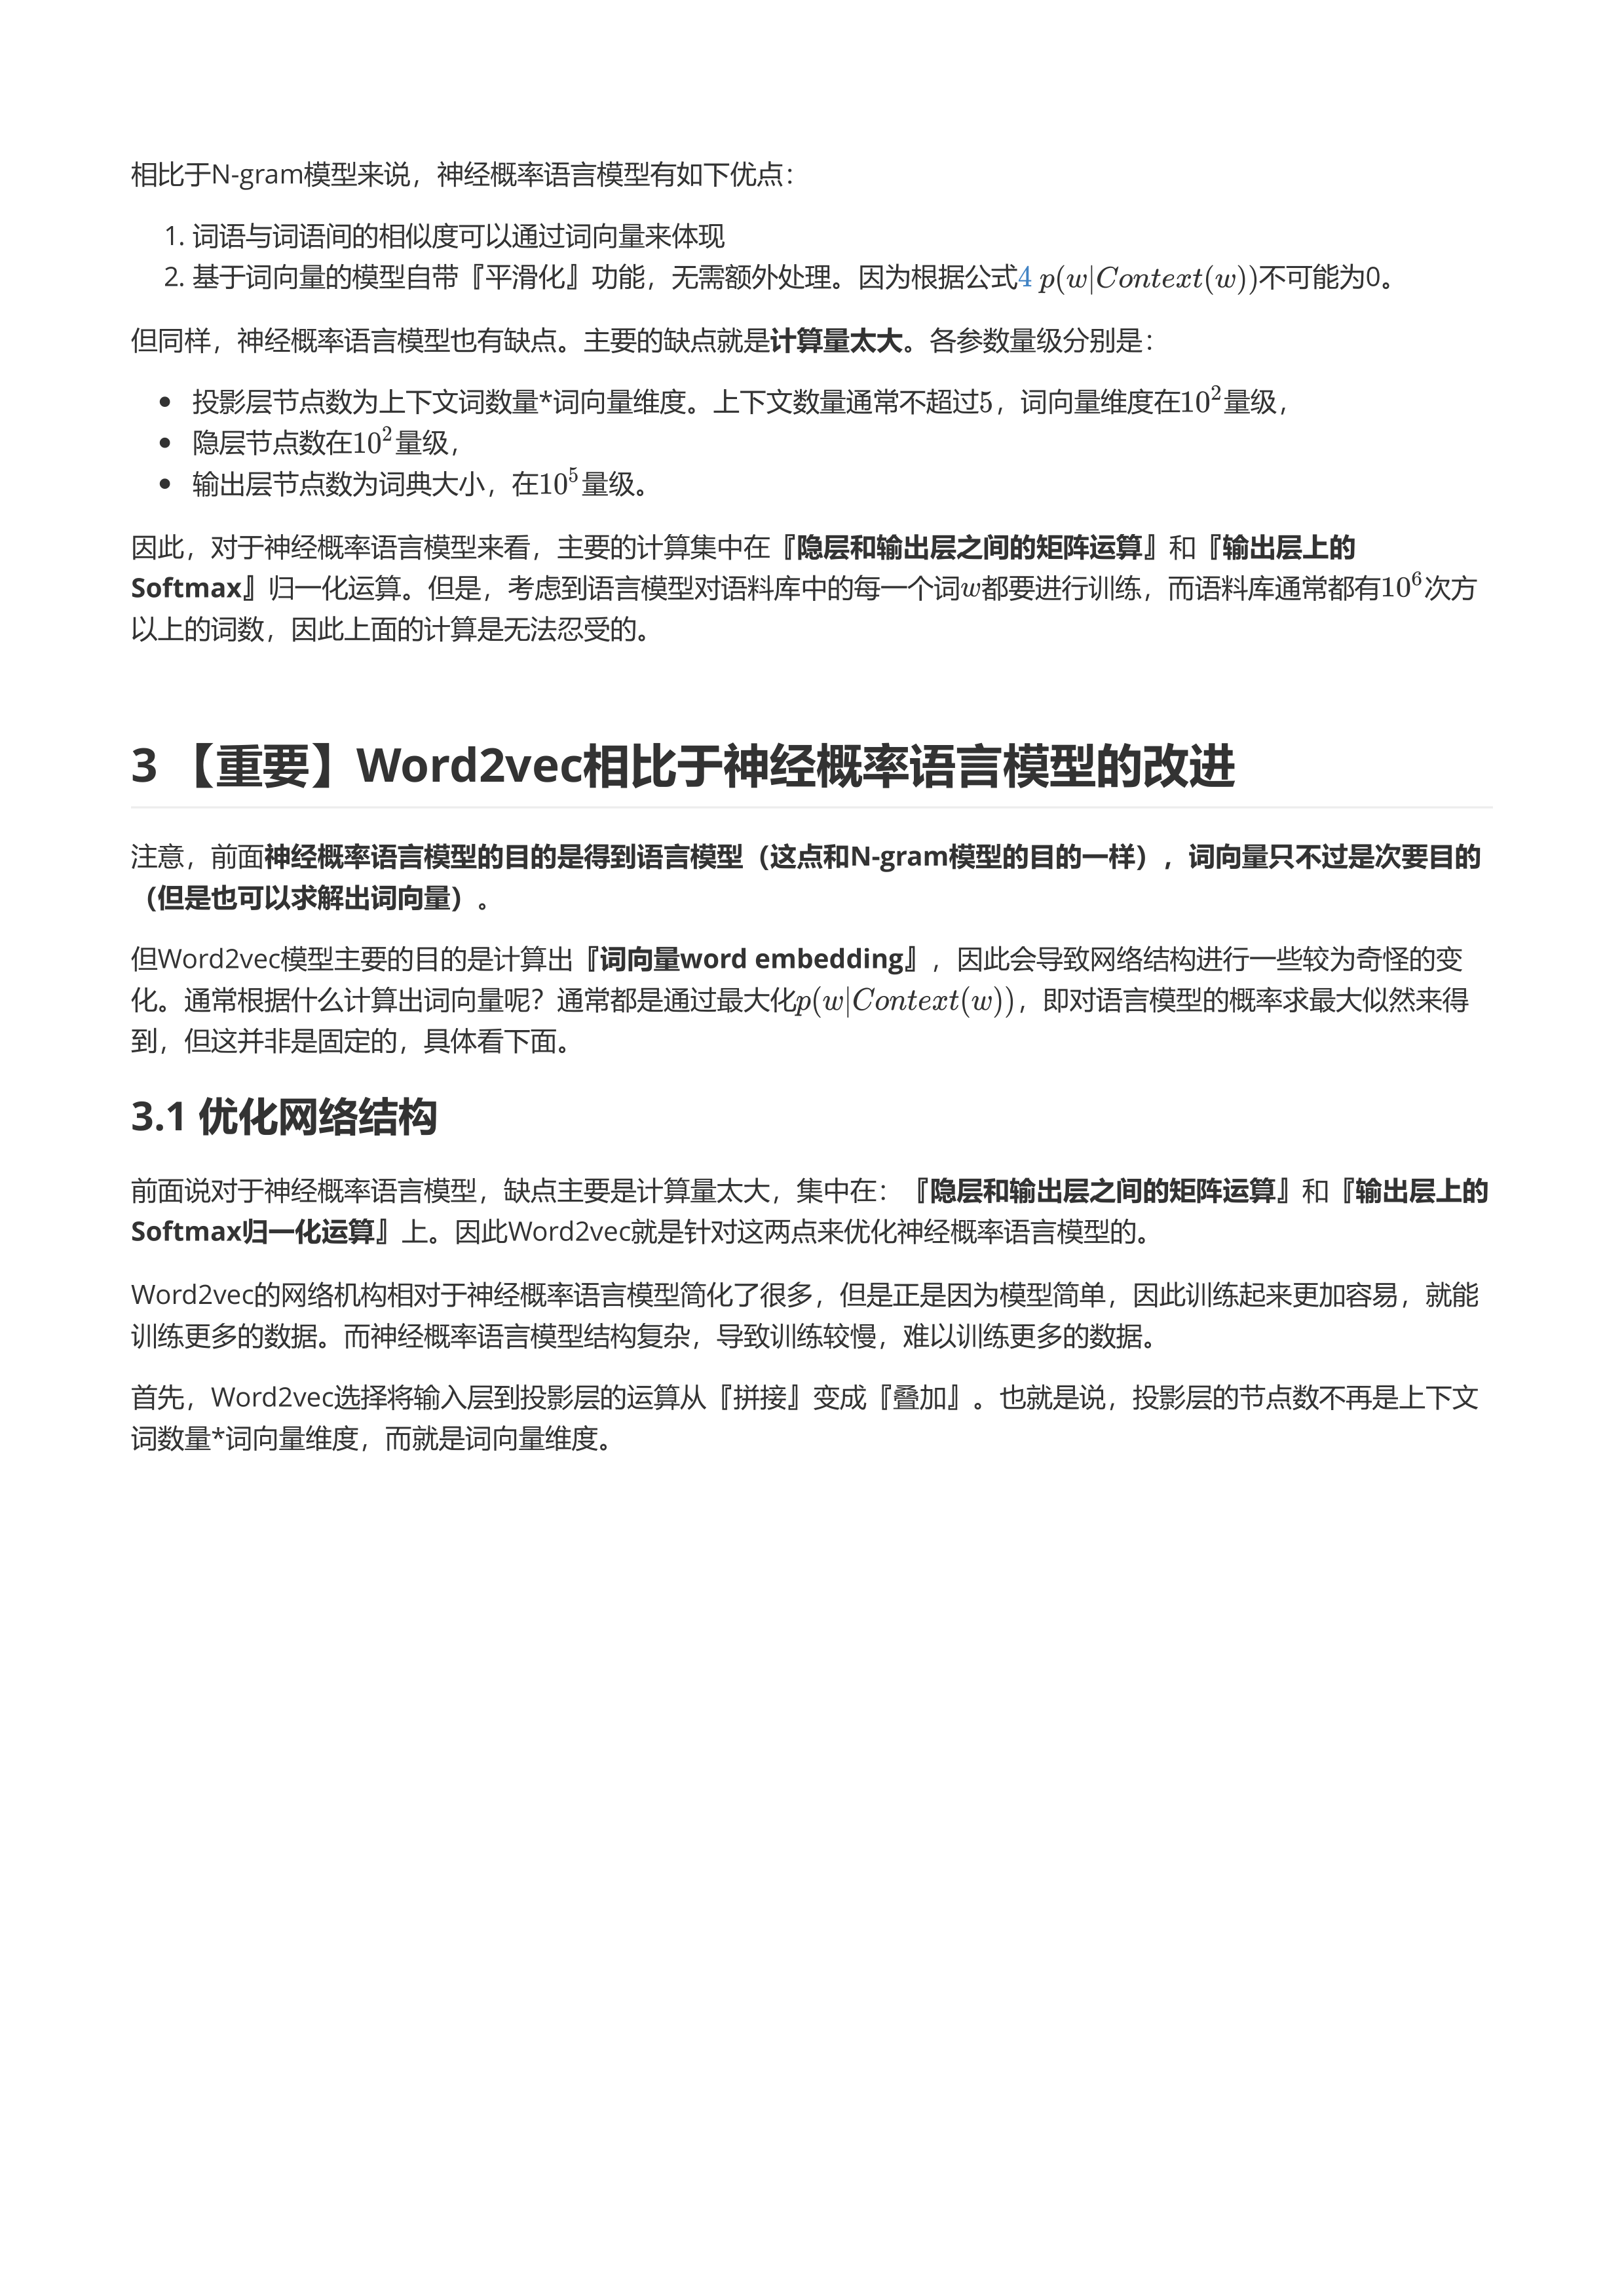 相比于N-gram模型来说，神经概率语言模型有如下优点：
1. 词语与词语间的相似度可以通过词向量来体现
2. 基于词向量的模型自带『平滑化』功能，无需额外处理。因为根据公式4 p(w|Context(w))不可能为0。
但同样，神经概率语言模型也有缺点。主要的缺点就是计算量太大。各参数量级分别是：
• 投影层节点数为上下文词数量*词向量维度。上下文数量通常不超过5，词向量维度在10²量级，
• 隐层节点数在10²量级，
• 输出层节点数为词典大小，在10⁵量级。
因此，对于神经概率语言模型来看，主要的计算集中在『隐层和输出层之间的矩阵运算』和『输出层上的
Softmax』归一化运算。但是，考虑到语言模型对语料库中的每一个词w都要进行训练，而语料库通常都有10⁶次方
以上的词数，因此上面的计算是无法忍受的。
3 【重要】Word2vec相比于神经概率语言模型的改进
注意，前面神经概率语言模型的目的是得到语言模型（这点和N-gram模型的目的一样），词向量只不过是次要目的
（但是也可以求解出词向量）。
但Word2vec模型主要的目的是计算出『词向量word embedding』，因此会导致网络结构进行一些较为奇怪的变
化。通常根据什么计算出词向量呢？通常都是通过最大化p(w|Context(w))，即对语言模型的概率求最大似然来得
到，但这并非是固定的，具体看下面。
3.1 优化网络结构
前面说对于神经概率语言模型，缺点主要是计算量太大，集中在：『隐层和输出层之间的矩阵运算』和『输出层上的
Softmax归一化运算』上。因此Word2vec就是针对这两点来优化神经概率语言模型的。
Word2vec的网络机构相对于神经概率语言模型简化了很多，但是正是因为模型简单，因此训练起来更加容易，就能
训练更多的数据。而神经概率语言模型结构复杂，导致训练较慢，难以训练更多的数据。
首先，Word2vec选择将输入层到投影层的运算从『拼接』变成『叠加』。也就是说，投影层的节点数不再是上下文
词数量*词向量维度，而就是词向量维度。